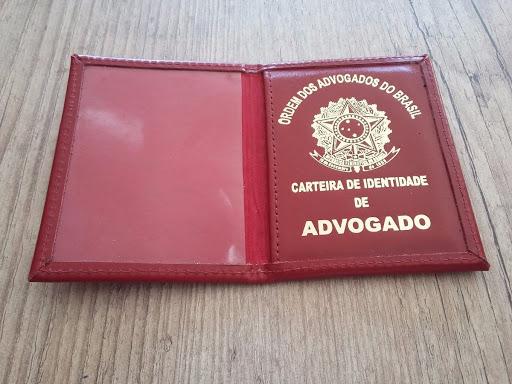 ORDEM DOS ADVOGADOS DO BRASIL
CARTEIRA DE IDENTIDADE
DE
ADVOGADO